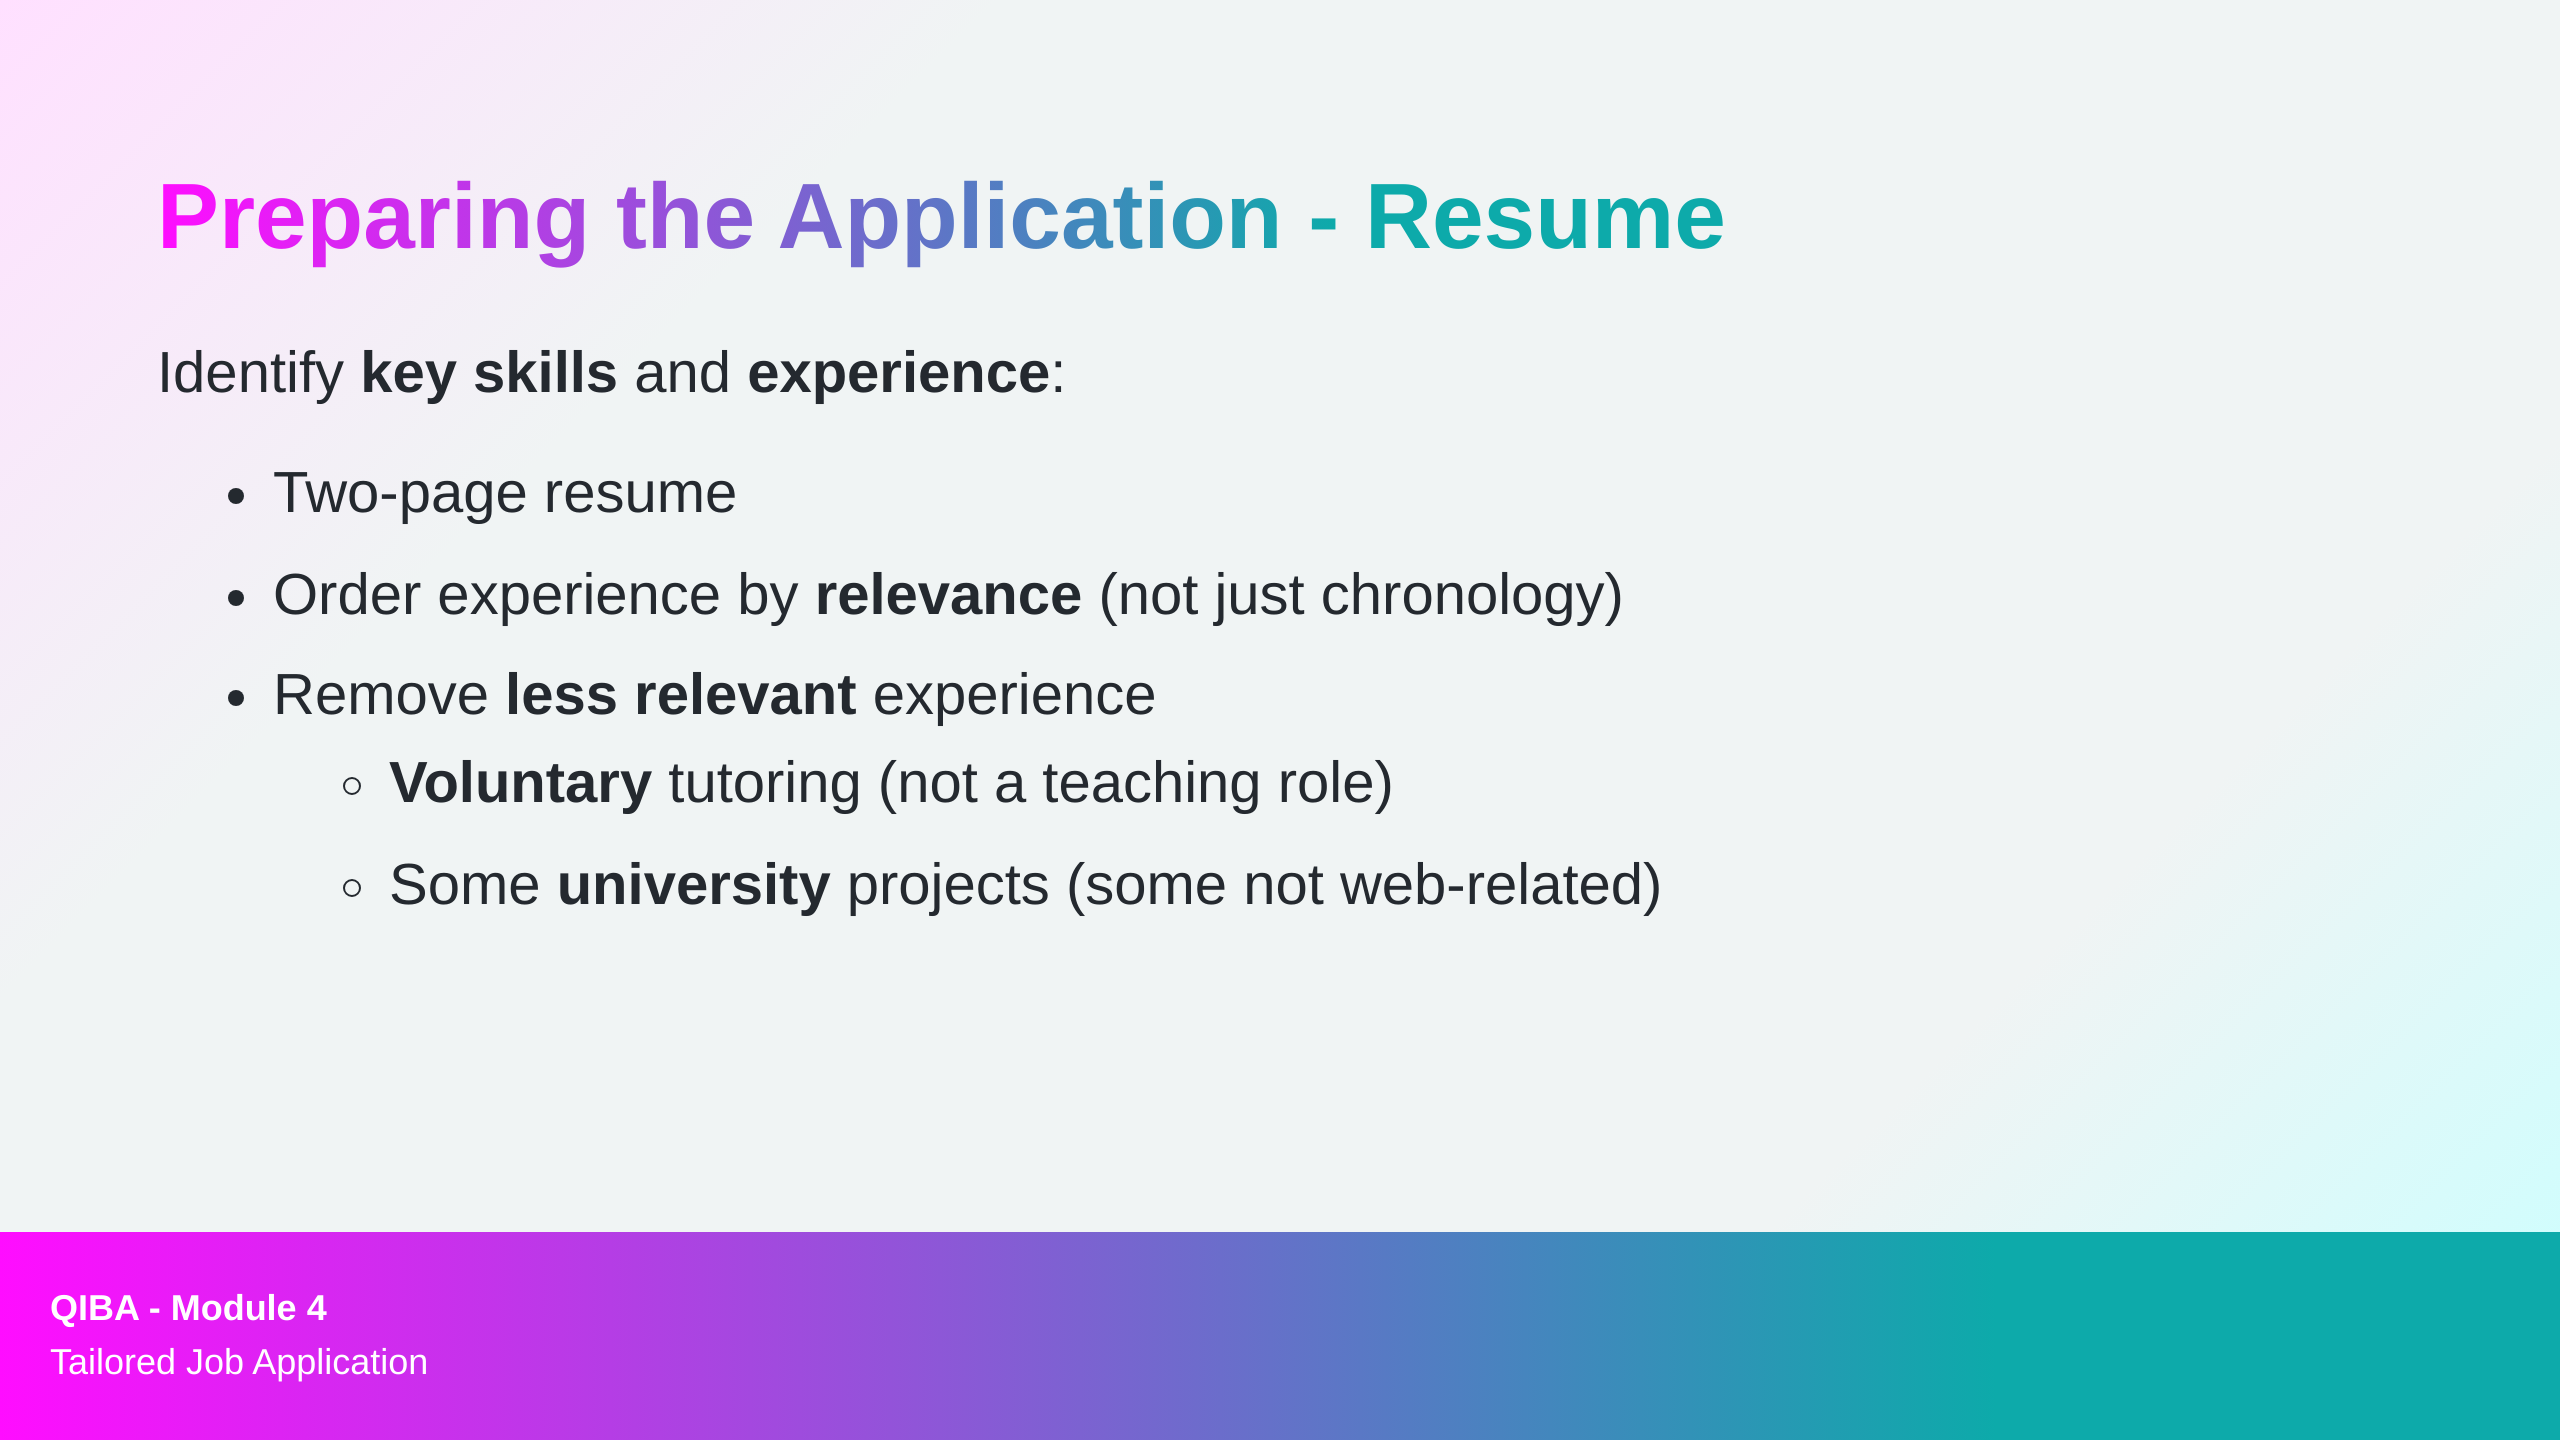 Preparing the Application - Resume
Identify key skills and experience:
• Two-page resume
• Order experience by relevance (not just chronology)
• Remove less relevant experience
◦ Voluntary tutoring (not a teaching role)
◦ Some university projects (some not web-related)
QIBA - Module 4
Tailored Job Application